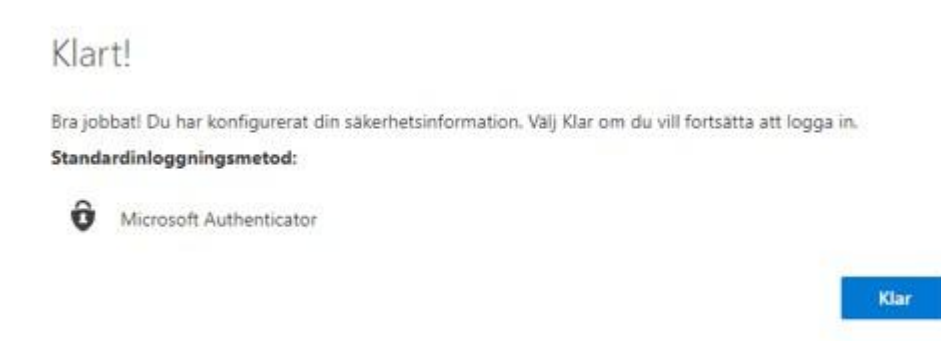 Klart!
Bra jobbat! Du har konfigurerat din säkerhetsinformation. Välj Klar om du vill fortsätta att logga in.
Standardinloggningsmetod:
Microsoft Authenticator
Klar